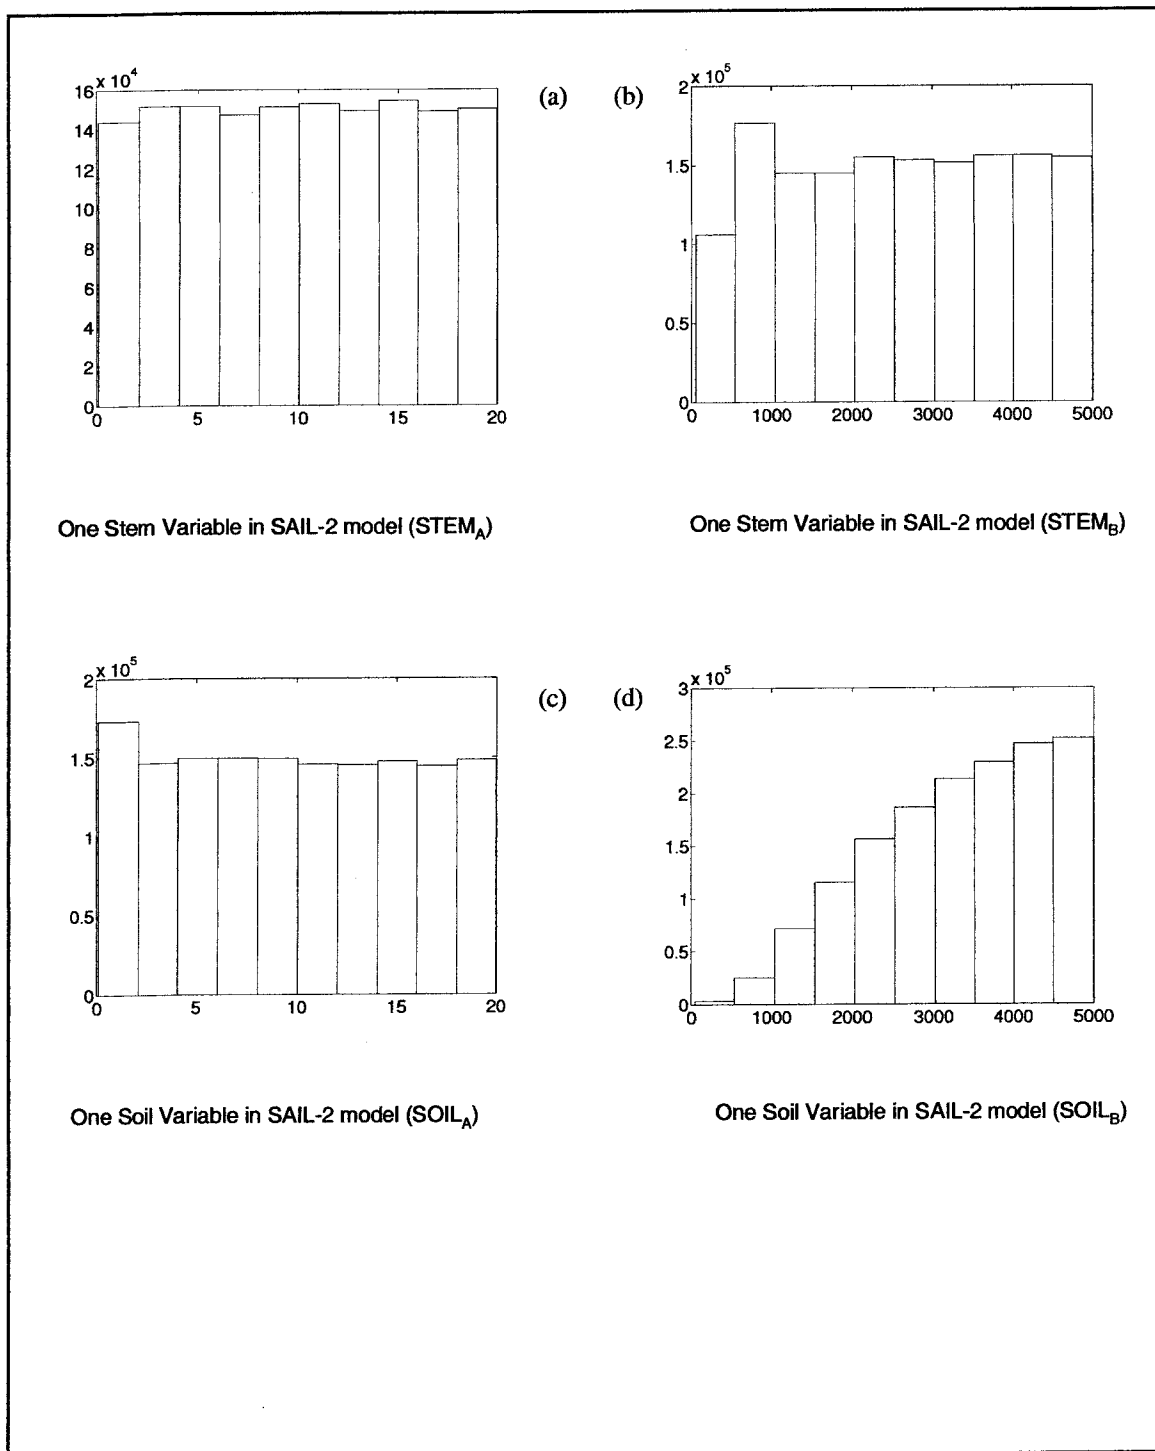 x 10^4
16
14
12
10
8
6
4
2
0
0 5 10 15 20
(a)
One Stem Variable in SAIL-2 model (STEM_A)
(b)
x 10^5
2
1.5
1
0.5
0
0 1000 2000 3000 4000 5000
One Stem Variable in SAIL-2 model (STEM_B)
x 10^5
2
1.5
1
0.5
0
0 5 10 15 20
(c)
One Soil Variable in SAIL-2 model (SOIL_A)
(d)
x 10^5
3
2.5
2
1.5
1
0.5
0
0 1000 2000 3000 4000 5000
One Soil Variable in SAIL-2 model (SOIL_B)